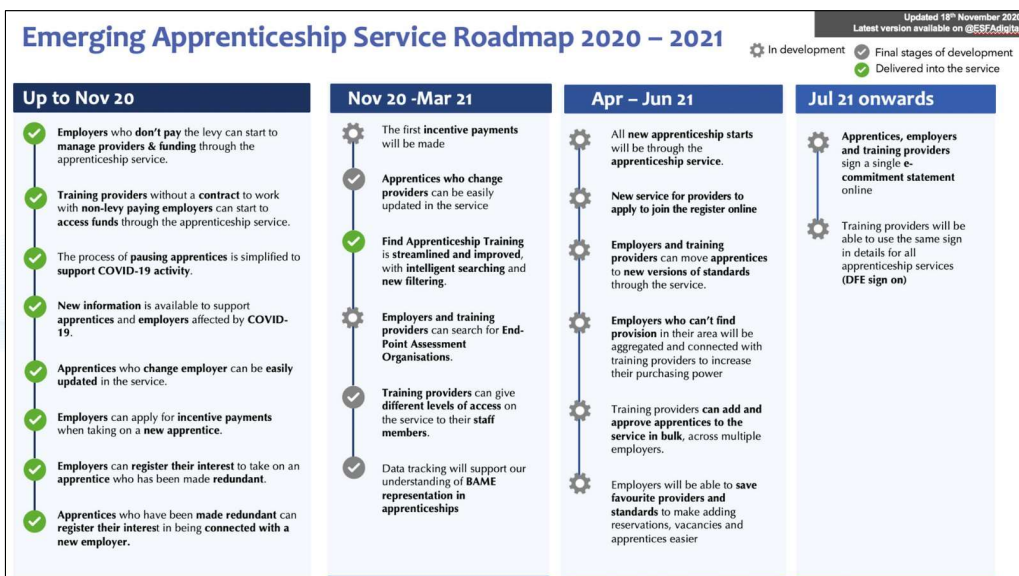 Updated 18th November 2020
Latest version available on @ESFAdigital
Emerging Apprenticeship Service Roadmap 2020 – 2021
In development
Final stages of development
Delivered into the service
Up to Nov 20
Employers who don't pay the levy can start to
manage providers & funding through the
apprenticeship service.
Training providers without a contract to work
with non-levy paying employers can start to
access funds through the apprenticeship service.
The process of pausing apprentices is simplified to
support COVID-19 activity.
New information is available to support
apprentices and employers affected by COVID-
19.
Apprentices who change employer can be easily
updated in the service.
Employers can apply for incentive payments
when taking on a new apprentice.
Employers can register their interest to take on an
apprentice who has been made redundant.
Apprentices who have been made redundant can
register their interest in being connected with a
new employer.
Nov 20 -Mar 21
The first incentive payments
will be made
Apprentices who change
providers can be easily
updated in the service
Find Apprenticeship Training
is streamlined and improved,
with intelligent searching and
new filtering.
Employers and training
providers can search for End-
Point Assessment
Organisations.
Training providers can give
different levels of access on
the service to their staff
members.
Data tracking will support our
understanding of BAME
representation in
apprenticeships
Apr – Jun 21
All new apprenticeship starts
will be through the
apprenticeship service.
New service for providers to
apply to join the register online
Employers and training
providers can move apprentices
to new versions of standards
through the service.
Employers who can't find
provision in their area will be
aggregated and connected with
training providers to increase
their purchasing power
Training providers can add and
approve apprentices to the
service in bulk, across multiple
employers.
Employers will be able to save
favourite providers and
standards to make adding
reservations, vacancies and
apprentices easier
Jul 21 onwards
Apprentices, employers
and training providers
sign a single e-
commitment statement
online
Training providers will be
able to use the same sign
in details for all
apprenticeship services
(DFE sign on)